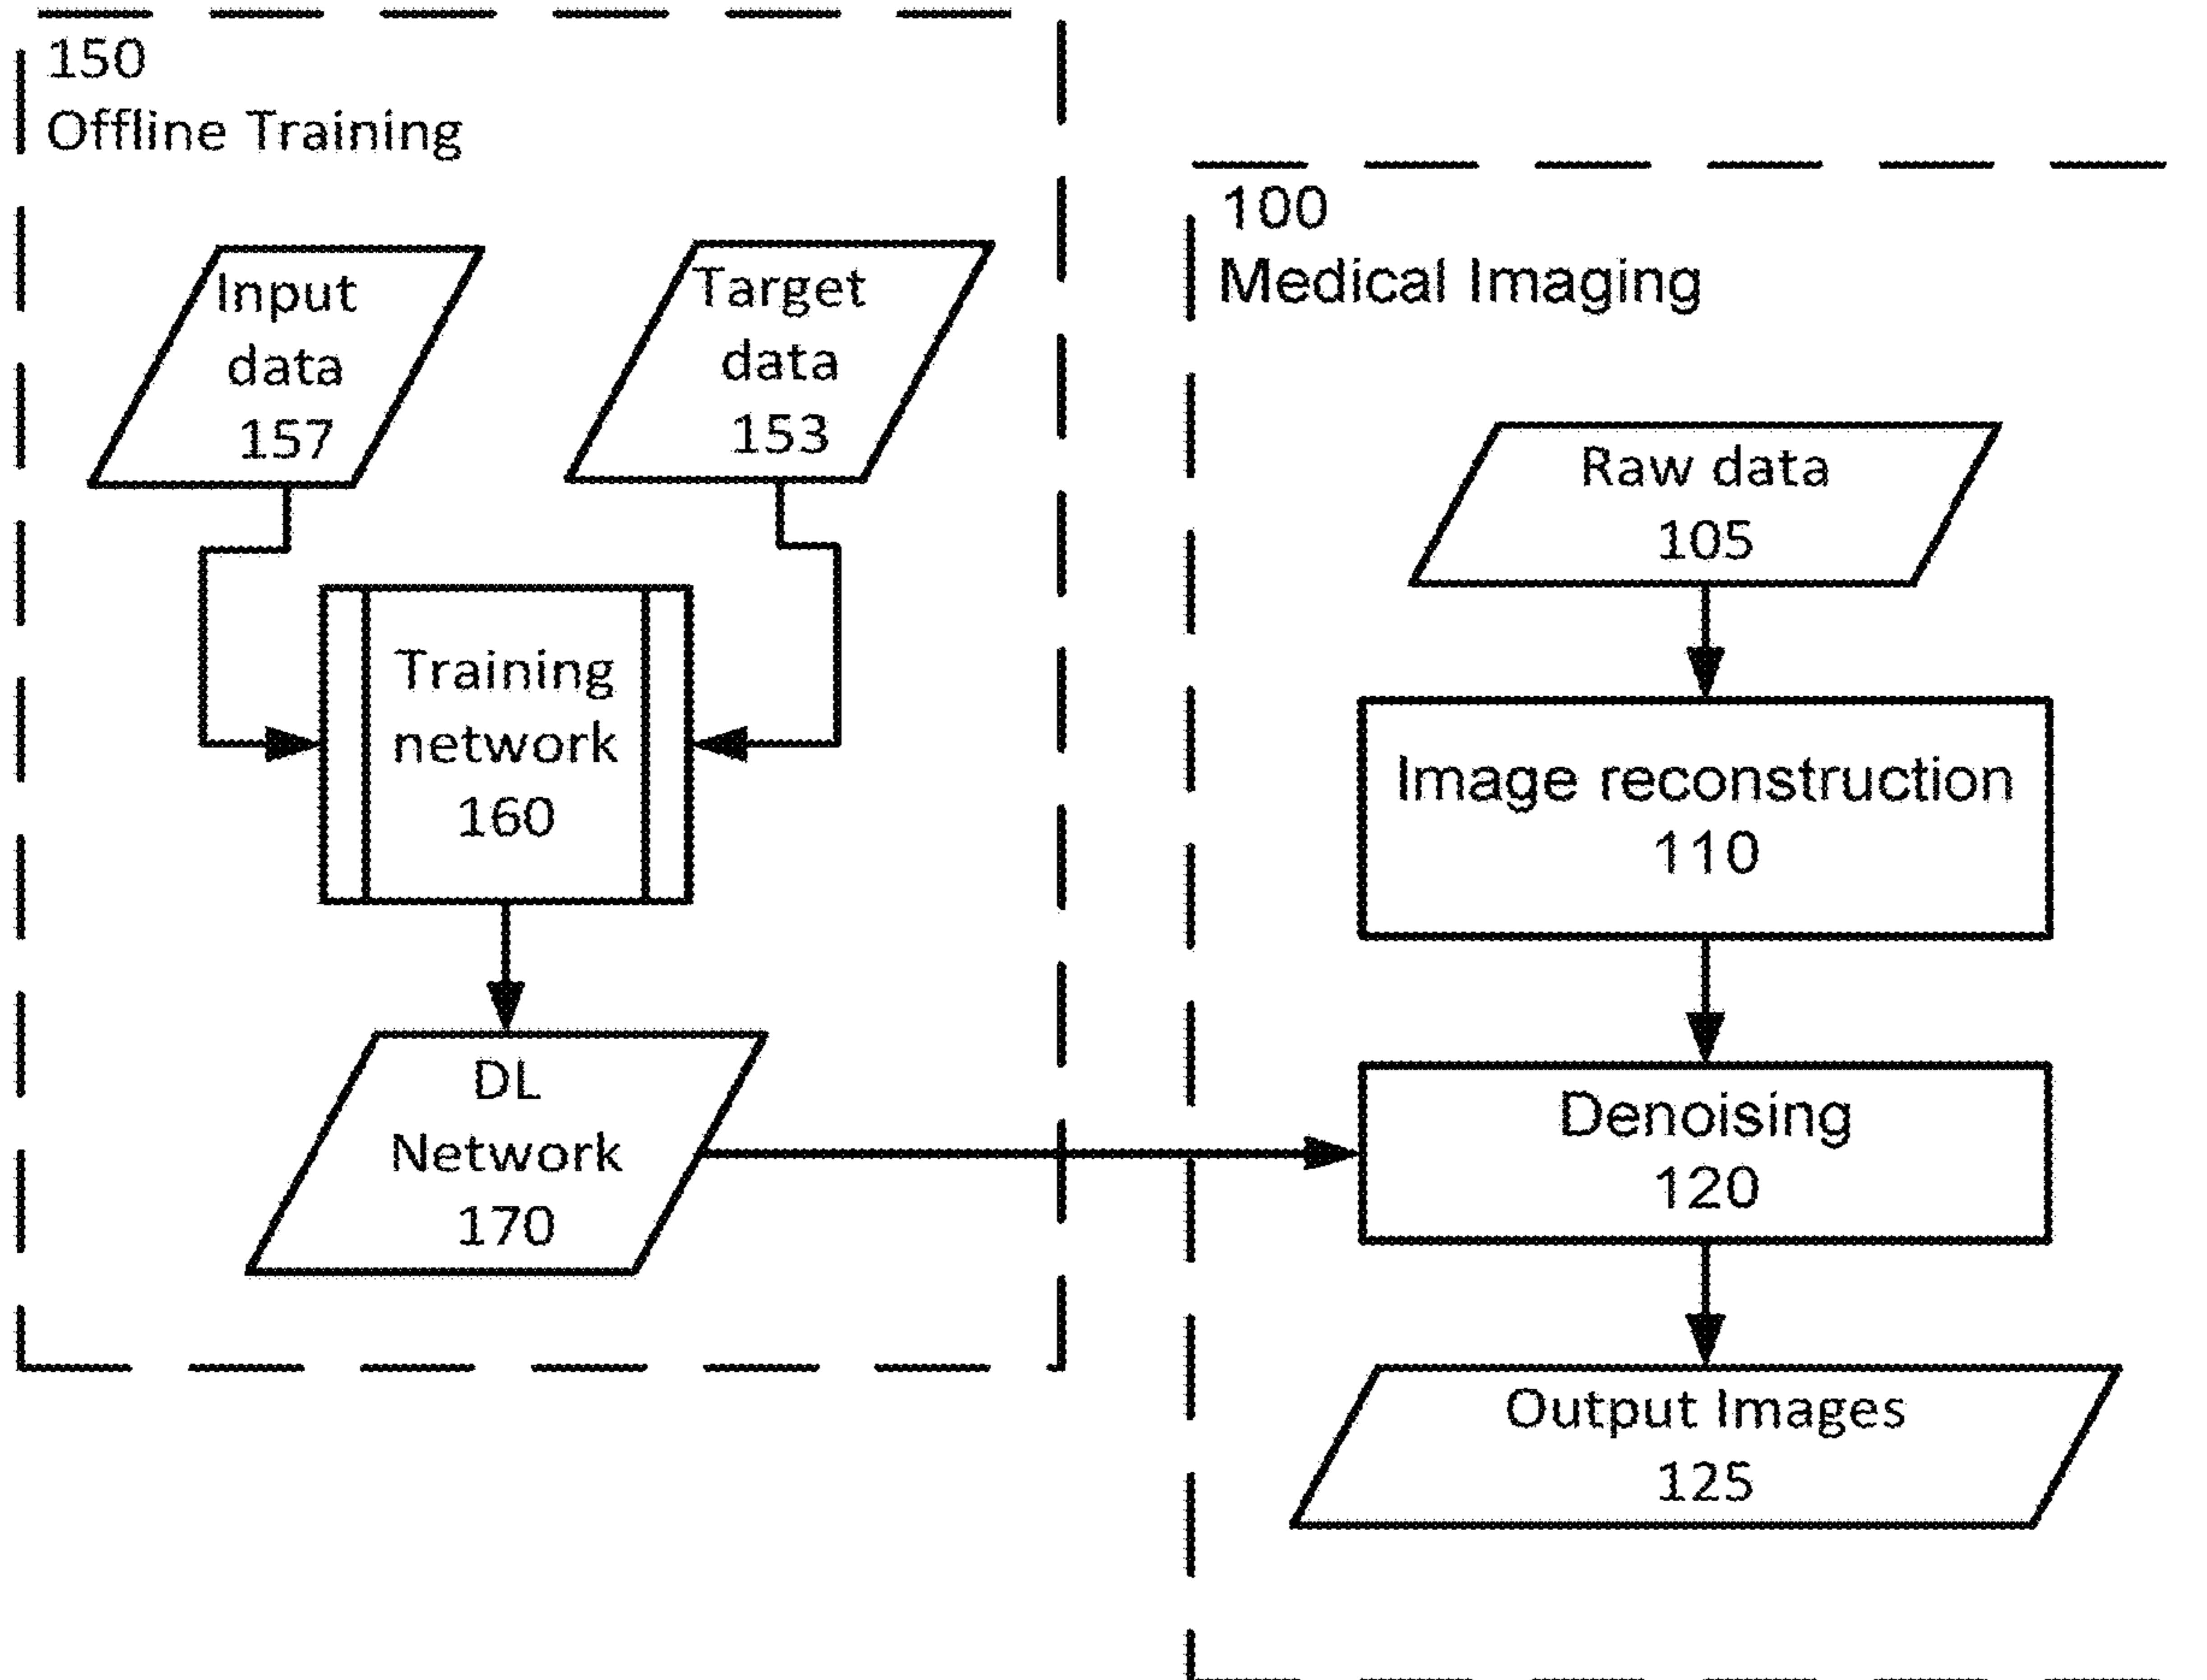 150
Offline Training
Input
data
157
Target
data
153
Training
network
160
DL
Network
170
100
Medical Imaging
Raw data
105
Image reconstruction
110
Denoising
120
Output Images
125